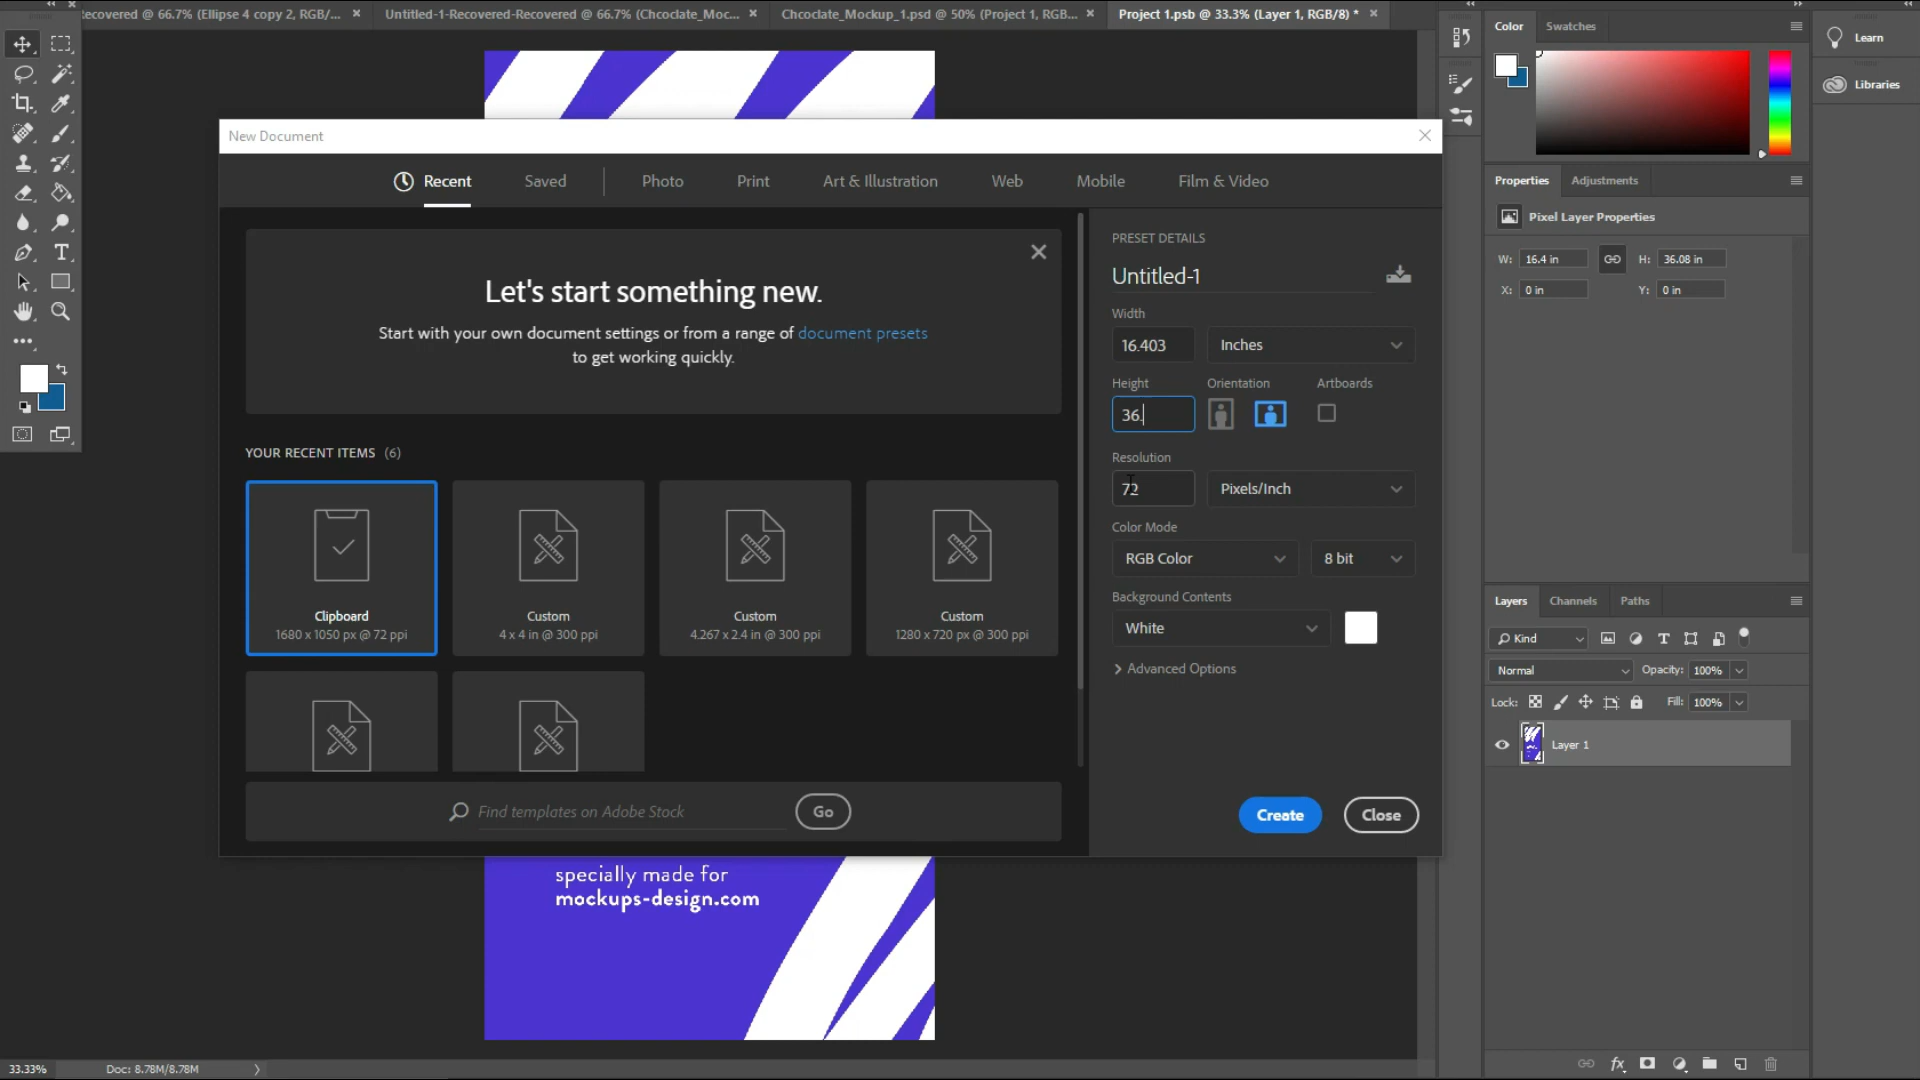 ecovered @ 66.7% (Ellipse 4 copy 2, RGB/...
Untitled-1-Recovered-Recovered @ 66.7% (Chcoclate_Moc...
Chcoclate_Mockup_1.psd @ 50% (Project 1, RGB...
Project 1.psb @ 33.3% (Layer 1, RGB/8) *
Color
Swatches
Learn
Libraries
New Document
Recent
Saved
Photo
Print
Art & Illustration
Web
Mobile
Film & Video
Properties
Adjustments
Pixel Layer Properties
W: 16.4 in
H: 36.08 in
X: 0 in
Y: 0 in
Let's start something new.
Start with your own document settings or from a range of document presets
to get working quickly.
PRESET DETAILS
Untitled-1
Width
16.403
Inches
Height
Orientation
Artboards
36.
Resolution
72
Pixels/Inch
Color Mode
RGB Color
8 bit
Background Contents
White
Advanced Options
YOUR RECENT ITEMS (6)
Clipboard
1680 x 1050 px @ 72 ppi
Custom
4 x 4 in @ 300 ppi
Custom
4.267 x 2.4 in @ 300 ppi
Custom
1280 x 720 px @ 300 ppi
Find templates on Adobe Stock
Go
Create
Close
Layers
Channels
Paths
Kind
Normal
Opacity: 100%
Lock:
Fill: 100%
Layer 1
specially made for
mockups-design.com
33.33%
Doc: 8.78M/8.78M
fx